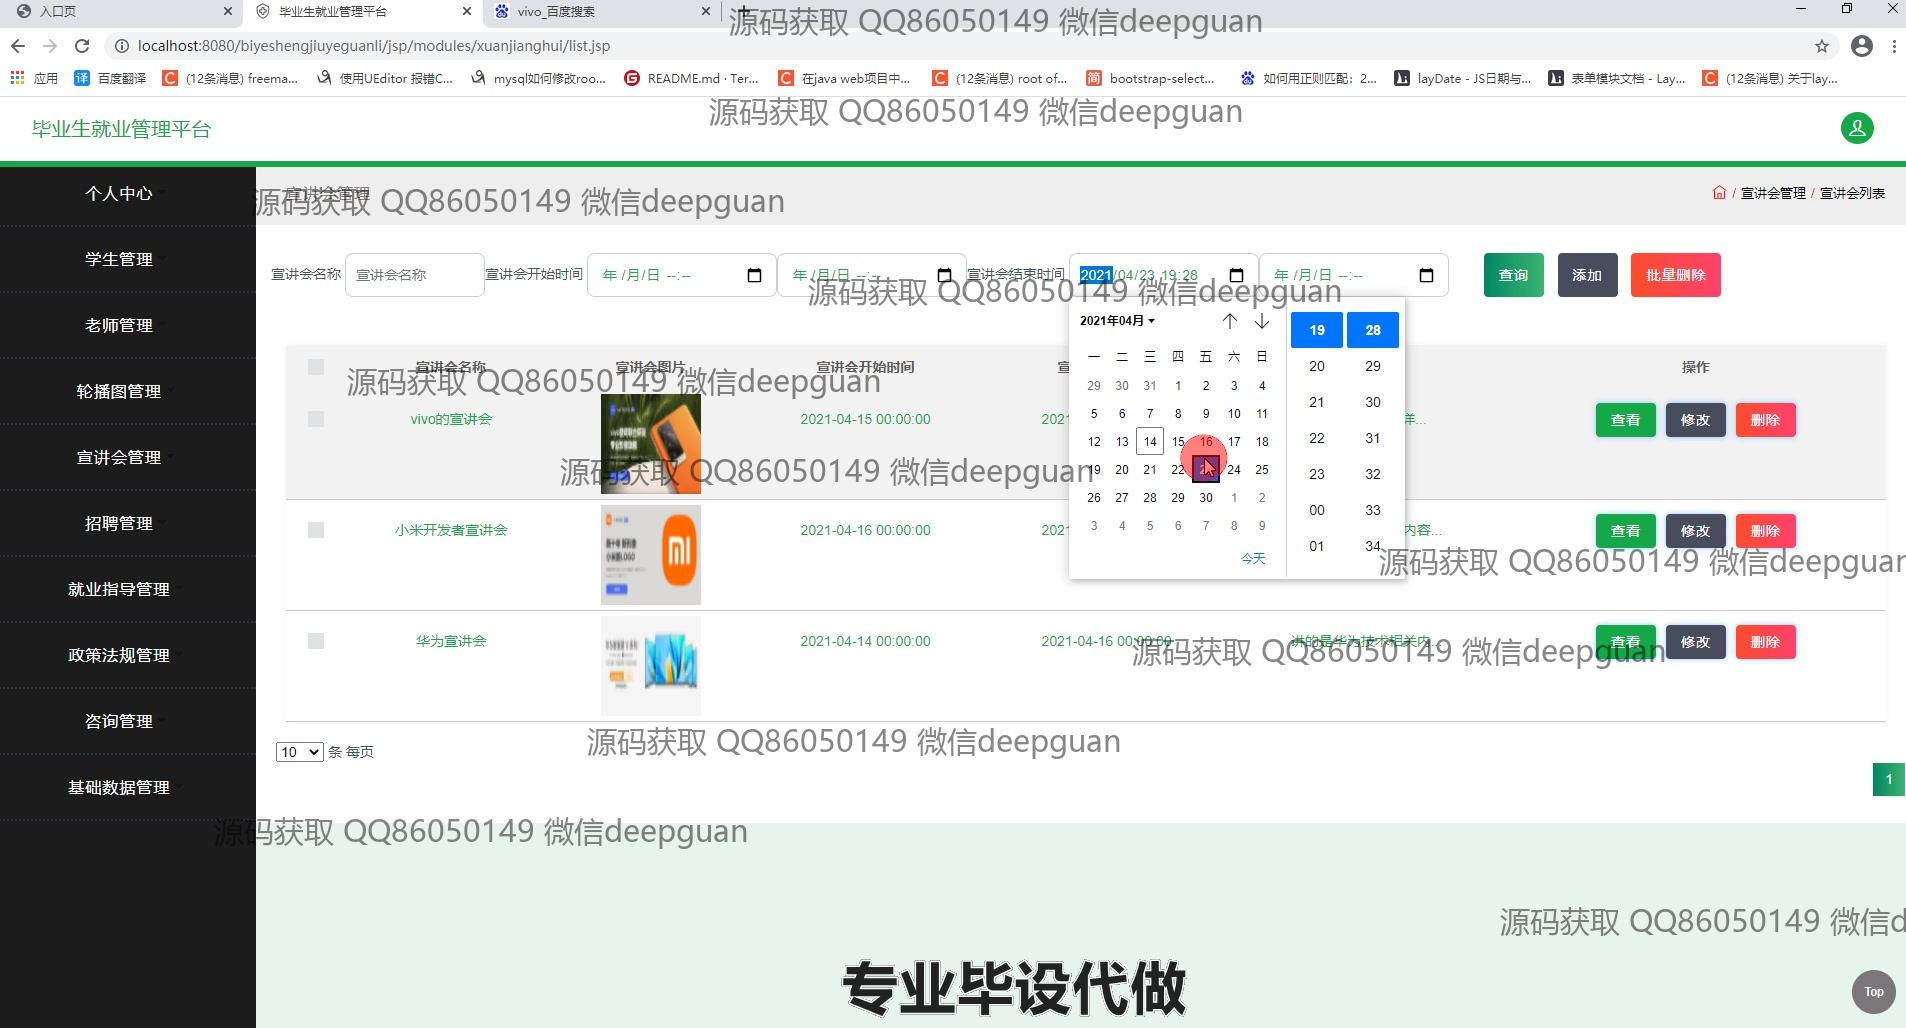 入口页
毕业生就业管理平台
vivo_百度搜索
源码获取 QQ86050149 微信deepguan
localhost:8080/biyeshengjiuyeguanli/jsp/modules/xuanjianghui/list.jsp
应用
百度翻译
(12条消息) freema...
使用UEditor 报错C...
mysql如何修改roo...
README.md · Ter...
在java web项目中...
(12条消息) root of...
bootstrap-select...
如何用正则匹配：2...
layDate - JS日期与...
表单模块文档 - Lay...
(12条消息) 关于lay...
源码获取 QQ86050149 微信deepguan
毕业生就业管理平台
个人中心
学生管理
老师管理
轮播图管理
宣讲会管理
招聘管理
就业指导管理
政策法规管理
咨询管理
基础数据管理
宣讲会管理
源码获取 QQ86050149 微信deepguan
/ 宣讲会管理 / 宣讲会列表
宣讲会名称 宣讲会名称 宣讲会开始时间 年 /月/日 --:-- 年 /月/日 --:-- 宣讲会结束时间 2021/04/23 19:28 年 /月/日 --:-- 查询 添加 批量删除
源码获取 QQ86050149 微信deepguan
2021年04月
一 二 三 四 五 六 日
29 30 31 1 2 3 4
5 6 7 8 9 10 11
12 13 14 15 16 17 18
19 20 21 22 24 25
26 27 28 29 30 1 2
3 4 5 6 7 8 9
今天
19 28
20 29
21 30
22 31
23 32
00 33
01 34
宣讲会名称 宣讲会图片 宣讲会开始时间 宣 操作
源码获取 QQ86050149 微信deepguan
vivo的宣讲会 2021-04-15 00:00:00 2021 查看 修改 删除
源码获取 QQ86050149 微信deepguan
小米开发者宣讲会 2021-04-16 00:00:00 2021 内容... 查看 修改 删除
源码获取 QQ86050149 微信deepguan
华为宣讲会 2021-04-14 00:00:00 2021-04-16 00:00:00 讲的是华为技术相关内... 查看 修改 删除
源码获取 QQ86050149 微信deepguan
10 条 每页
源码获取 QQ86050149 微信deepguan
1
源码获取 QQ86050149 微信deepguan
源码获取 QQ86050149 微信d
专业毕设代做
Top